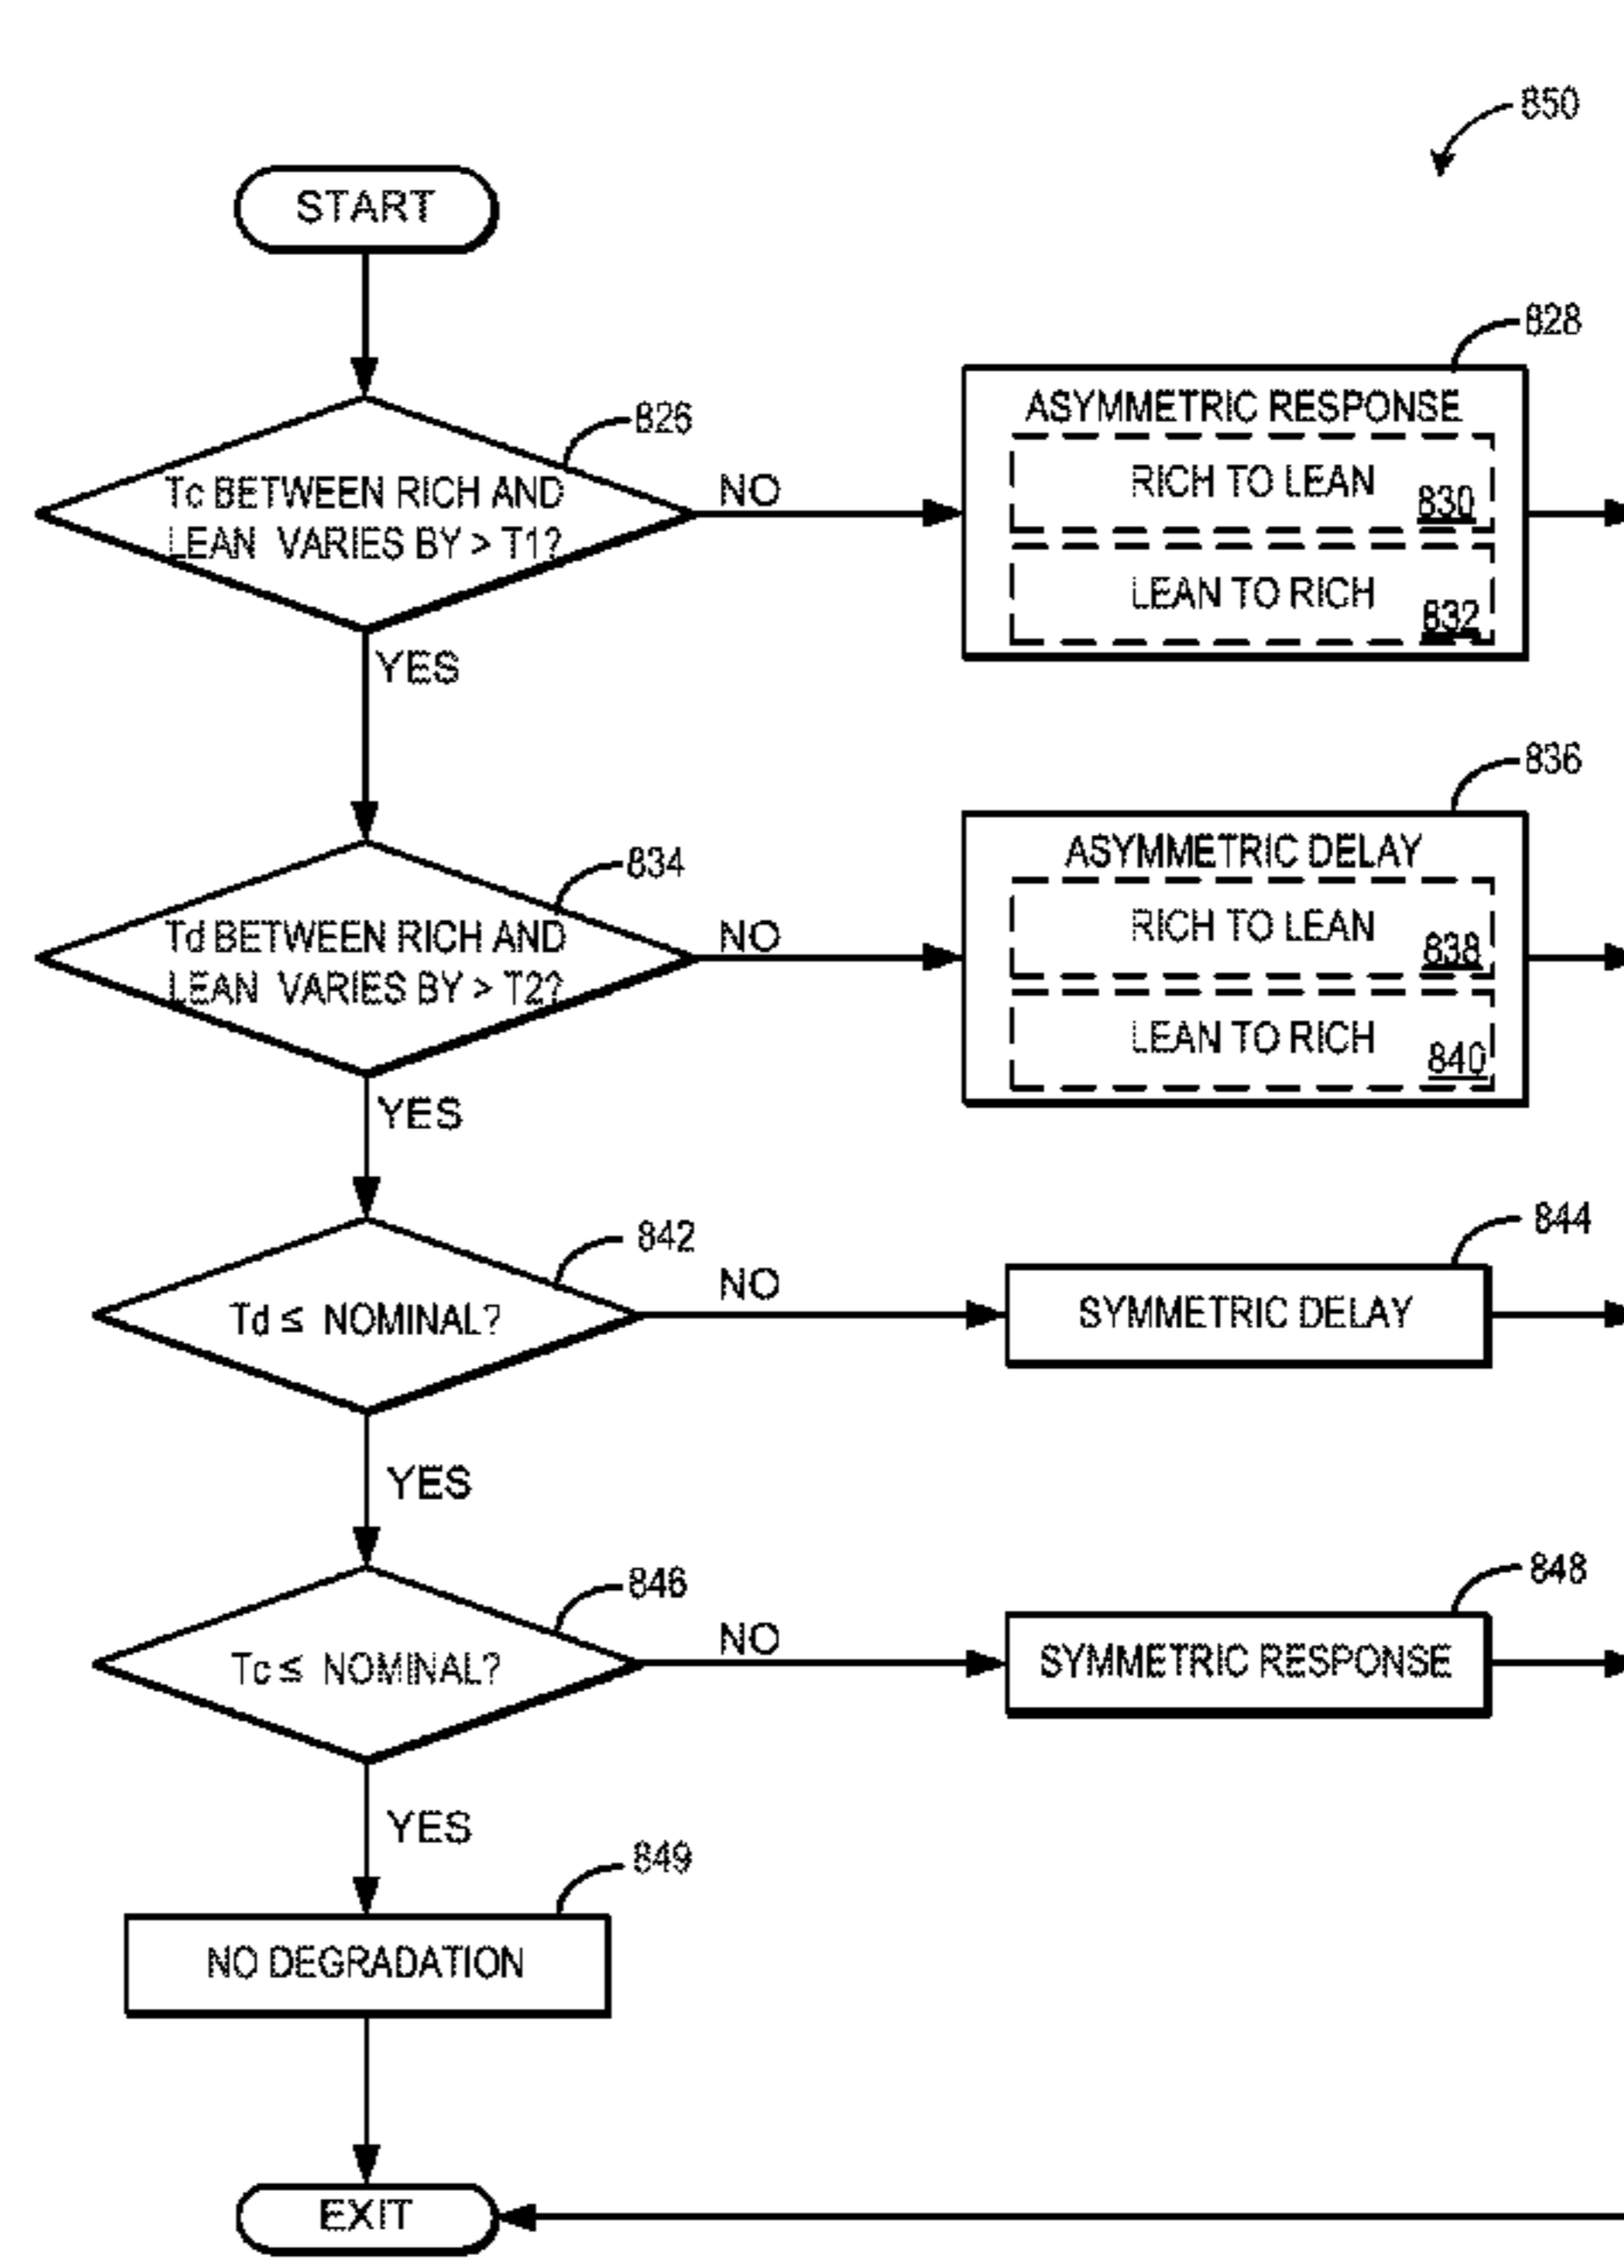 850
START
828
826
ASYMMETRIC RESPONSE
Tc BETWEEN RICH AND
LEAN VARIES BY > T1?
NO
RICH TO LEAN
830
LEAN TO RICH
832
YES
836
834
ASYMMETRIC DELAY
Td BETWEEN RICH AND
LEAN VARIES BY > T2?
NO
RICH TO LEAN
838
LEAN TO RICH
840
YES
844
842
Td ≤ NOMINAL?
NO
SYMMETRIC DELAY
YES
848
846
Tc ≤ NOMINAL?
NO
SYMMETRIC RESPONSE
YES
849
NO DEGRADATION
EXIT